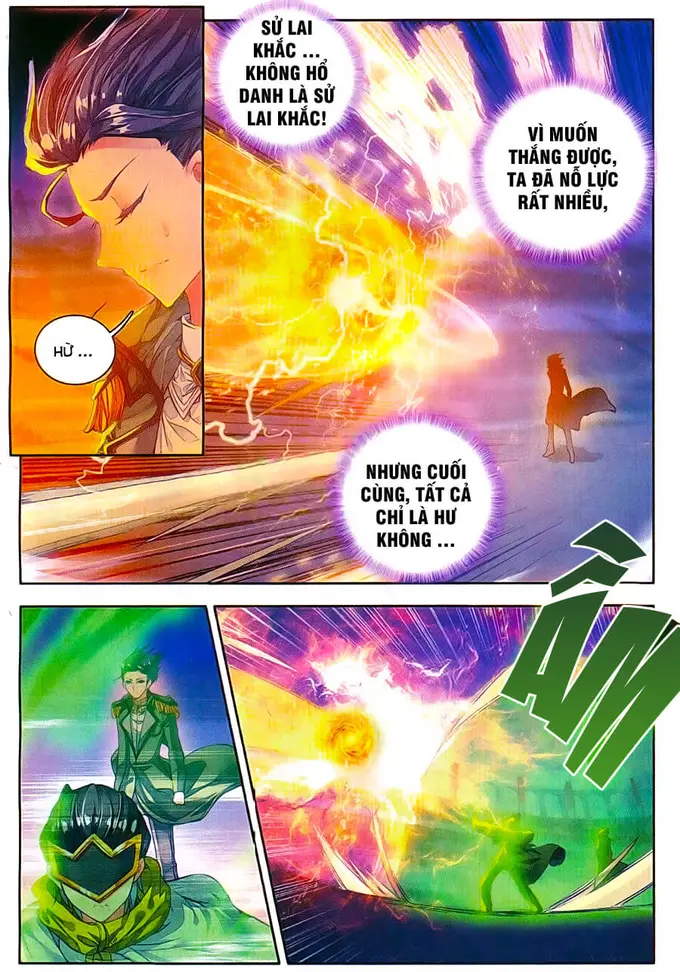 SỬ LAI
KHẮC ...
KHÔNG HỔ
DANH LÀ SỬ
LAI KHẮC!
VÌ MUỐN
THẮNG ĐƯỢC,
TA ĐÃ NỖ LỰC
RẤT NHIỀU,
HỪ ...
NHƯNG CUỐI
CÙNG, TẤT CẢ
CHỈ LÀ HƯ
KHÔNG ...
ẦM